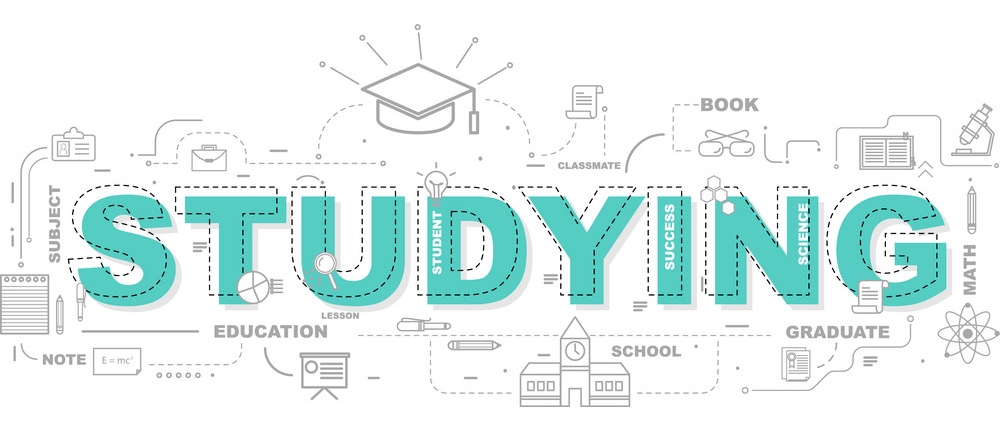 BOOK
CLASSMATE
SUBJECT
STUDYING
STUDENT
SUCCESS
SCIENCE
MATH
LESSON
EDUCATION
GRADUATE
SCHOOL
NOTE
E = mc²